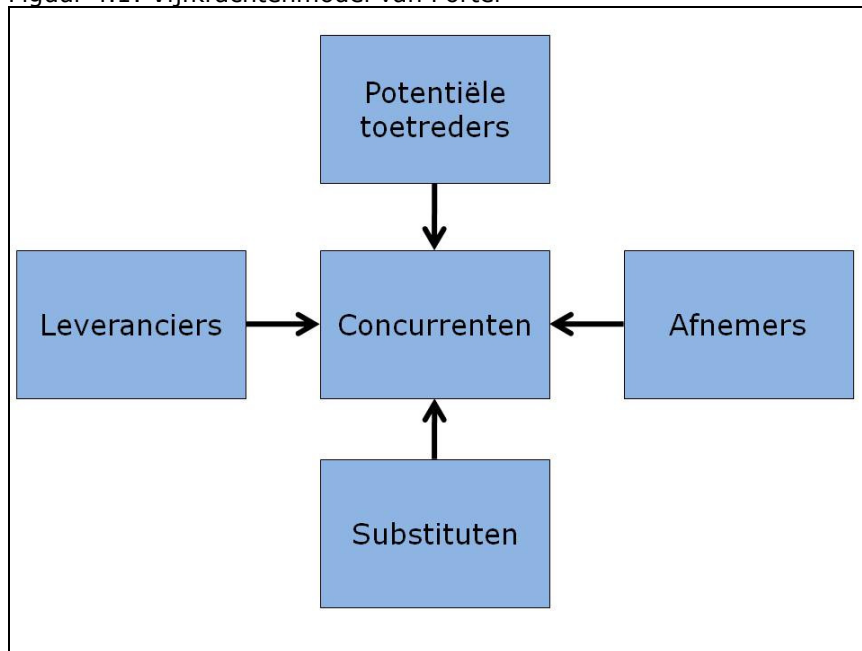 Figuur 4.1: Vijfkrachtenmodel van Porter
Potentiële
toetreders
Leveranciers
Concurrenten
Afnemers
Substituten